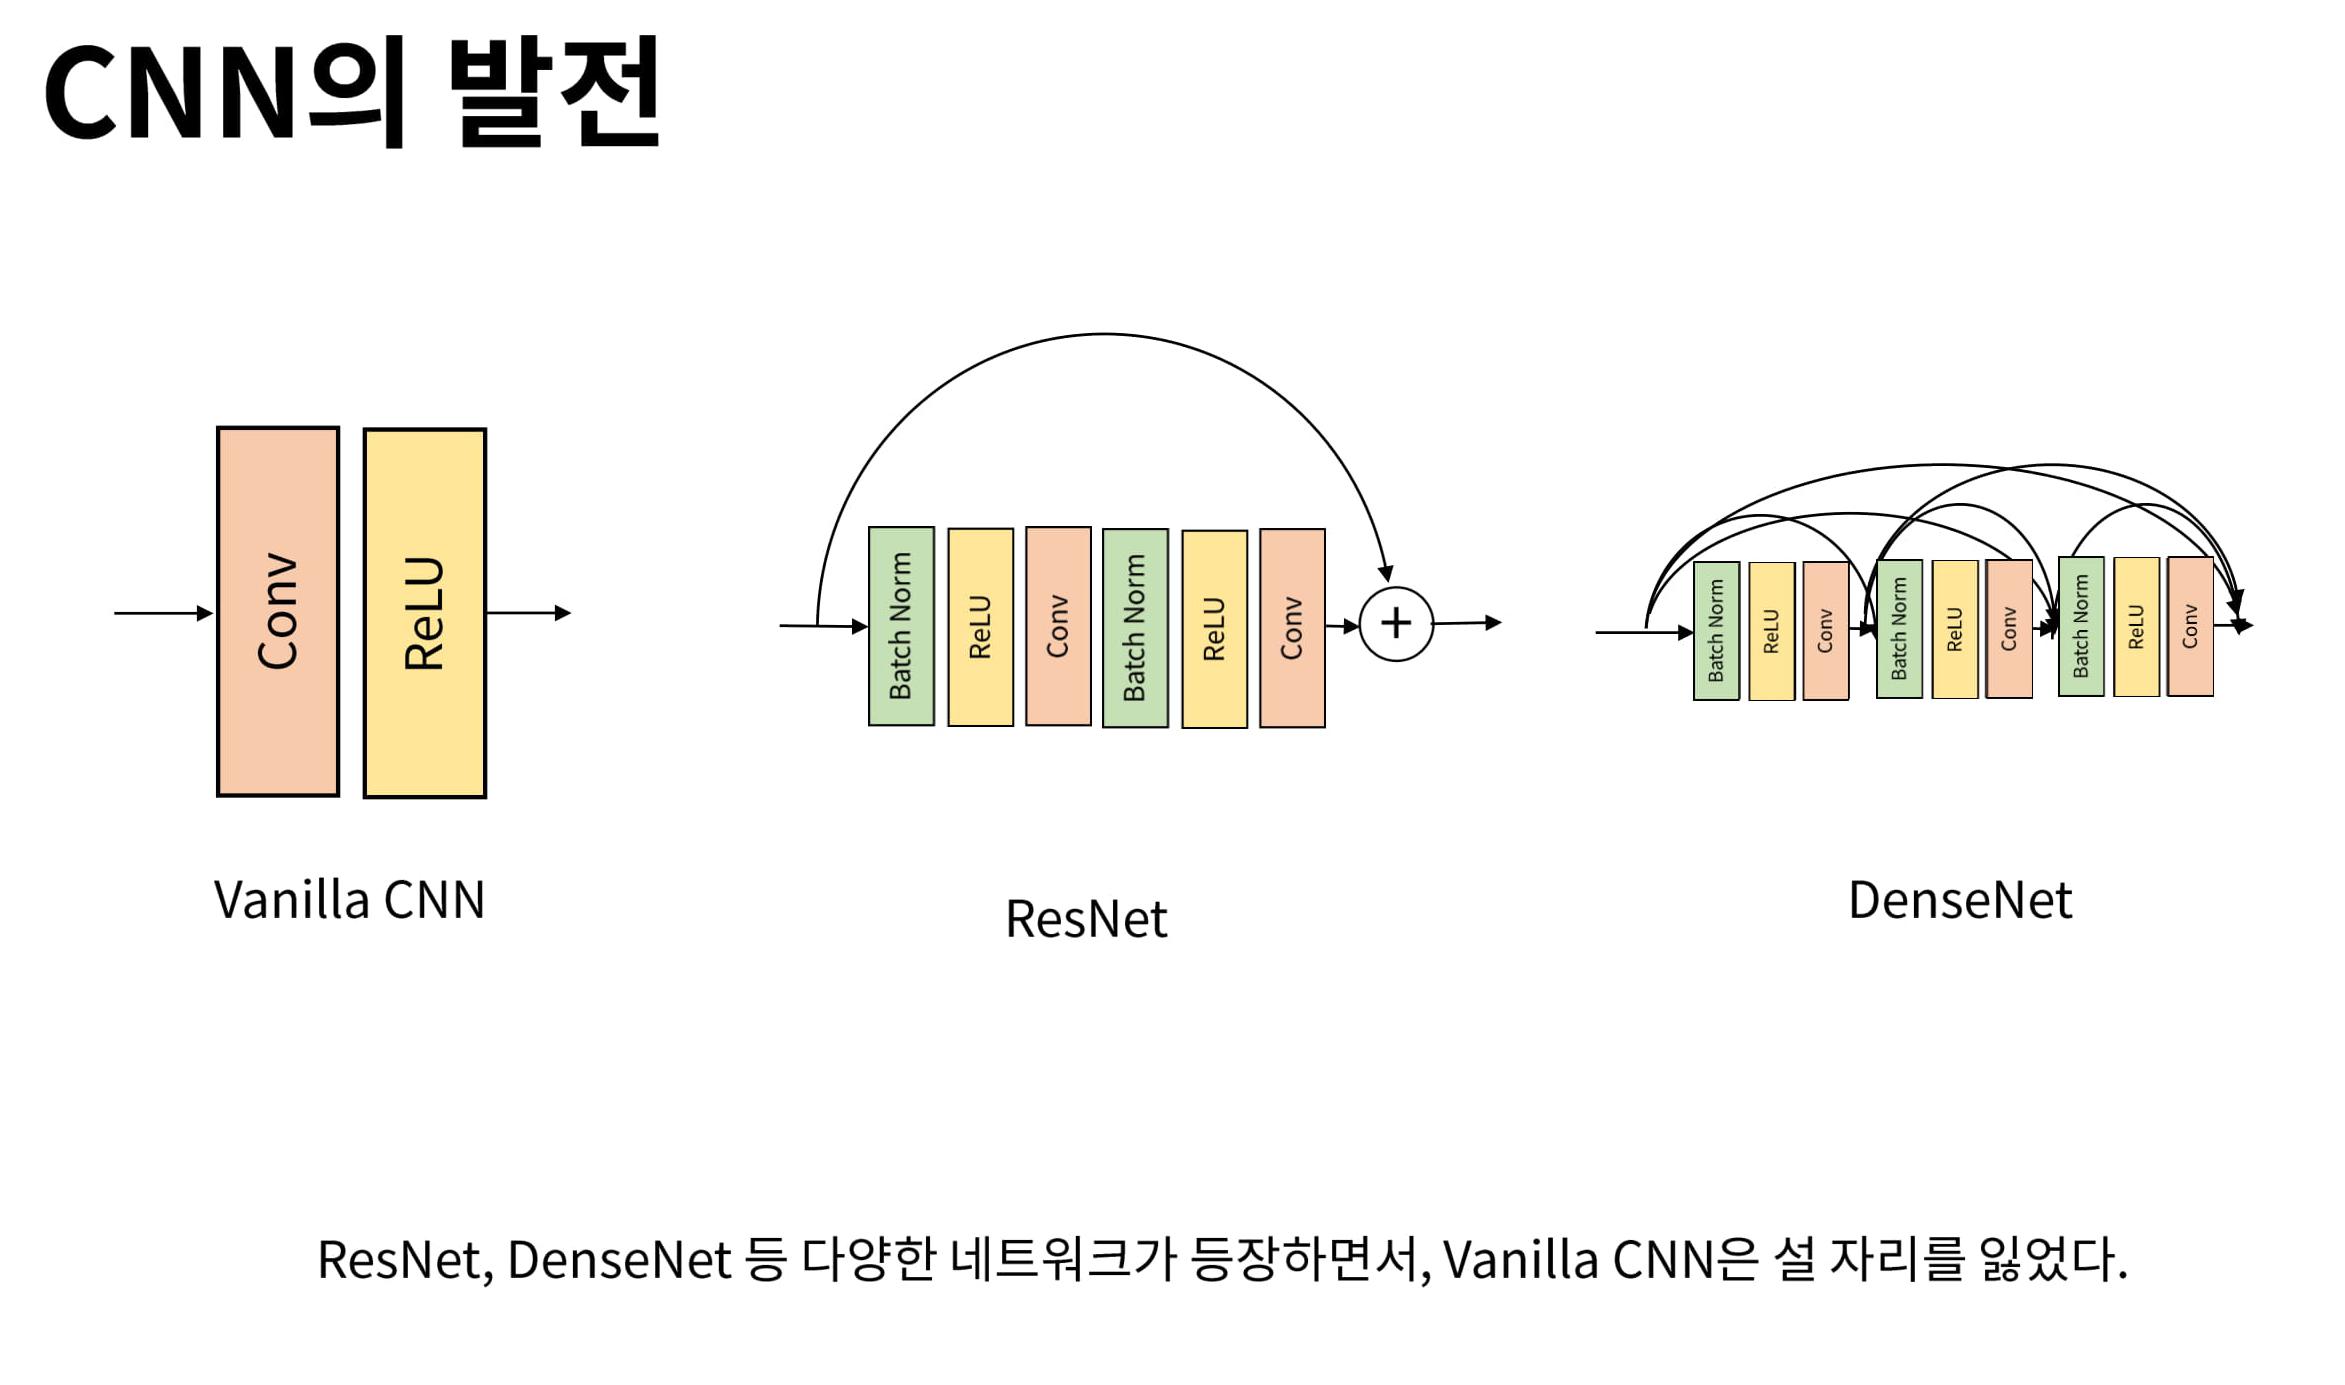 CNN의 발전
Conv
ReLU
Vanilla CNN
Batch Norm
ReLU
Conv
Batch Norm
ReLU
Conv
+
ResNet
Batch Norm
ReLU
Conv
Batch Norm
ReLU
Conv
Batch Norm
ReLU
Conv
DenseNet
ResNet, DenseNet 등 다양한 네트워크가 등장하면서, Vanilla CNN은 설 자리를 잃었다.